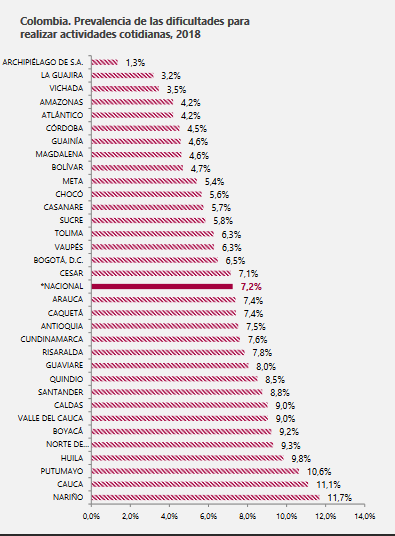 Colombia. Prevalencia de las dificultades para
realizar actividades cotidianas, 2018
ARCHIPIÉLAGO DE S.A. 1,3%
LA GUAJIRA 3,2%
VICHADA 3,5%
AMAZONAS 4,2%
ATLÁNTICO 4,2%
CÓRDOBA 4,5%
GUAINÍA 4,6%
MAGDALENA 4,6%
BOLÍVAR 4,7%
META 5,4%
CHOCÓ 5,6%
CASANARE 5,7%
SUCRE 5,8%
TOLIMA 6,3%
VAUPÉS 6,3%
BOGOTÁ, D.C. 6,5%
CESAR 7,1%
*NACIONAL 7,2%
ARAUCA 7,4%
CAQUETÁ 7,4%
ANTIOQUIA 7,5%
CUNDINAMARCA 7,6%
RISARALDA 7,8%
GUAVIARE 8,0%
QUINDIO 8,5%
SANTANDER 8,8%
CALDAS 9,0%
VALLE DEL CAUCA 9,0%
BOYACÁ 9,2%
NORTE DE... 9,3%
HUILA 9,8%
PUTUMAYO 10,6%
CAUCA 11,1%
NARIÑO 11,7%
0,0% 2,0% 4,0% 6,0% 8,0% 10,0% 12,0% 14,0%